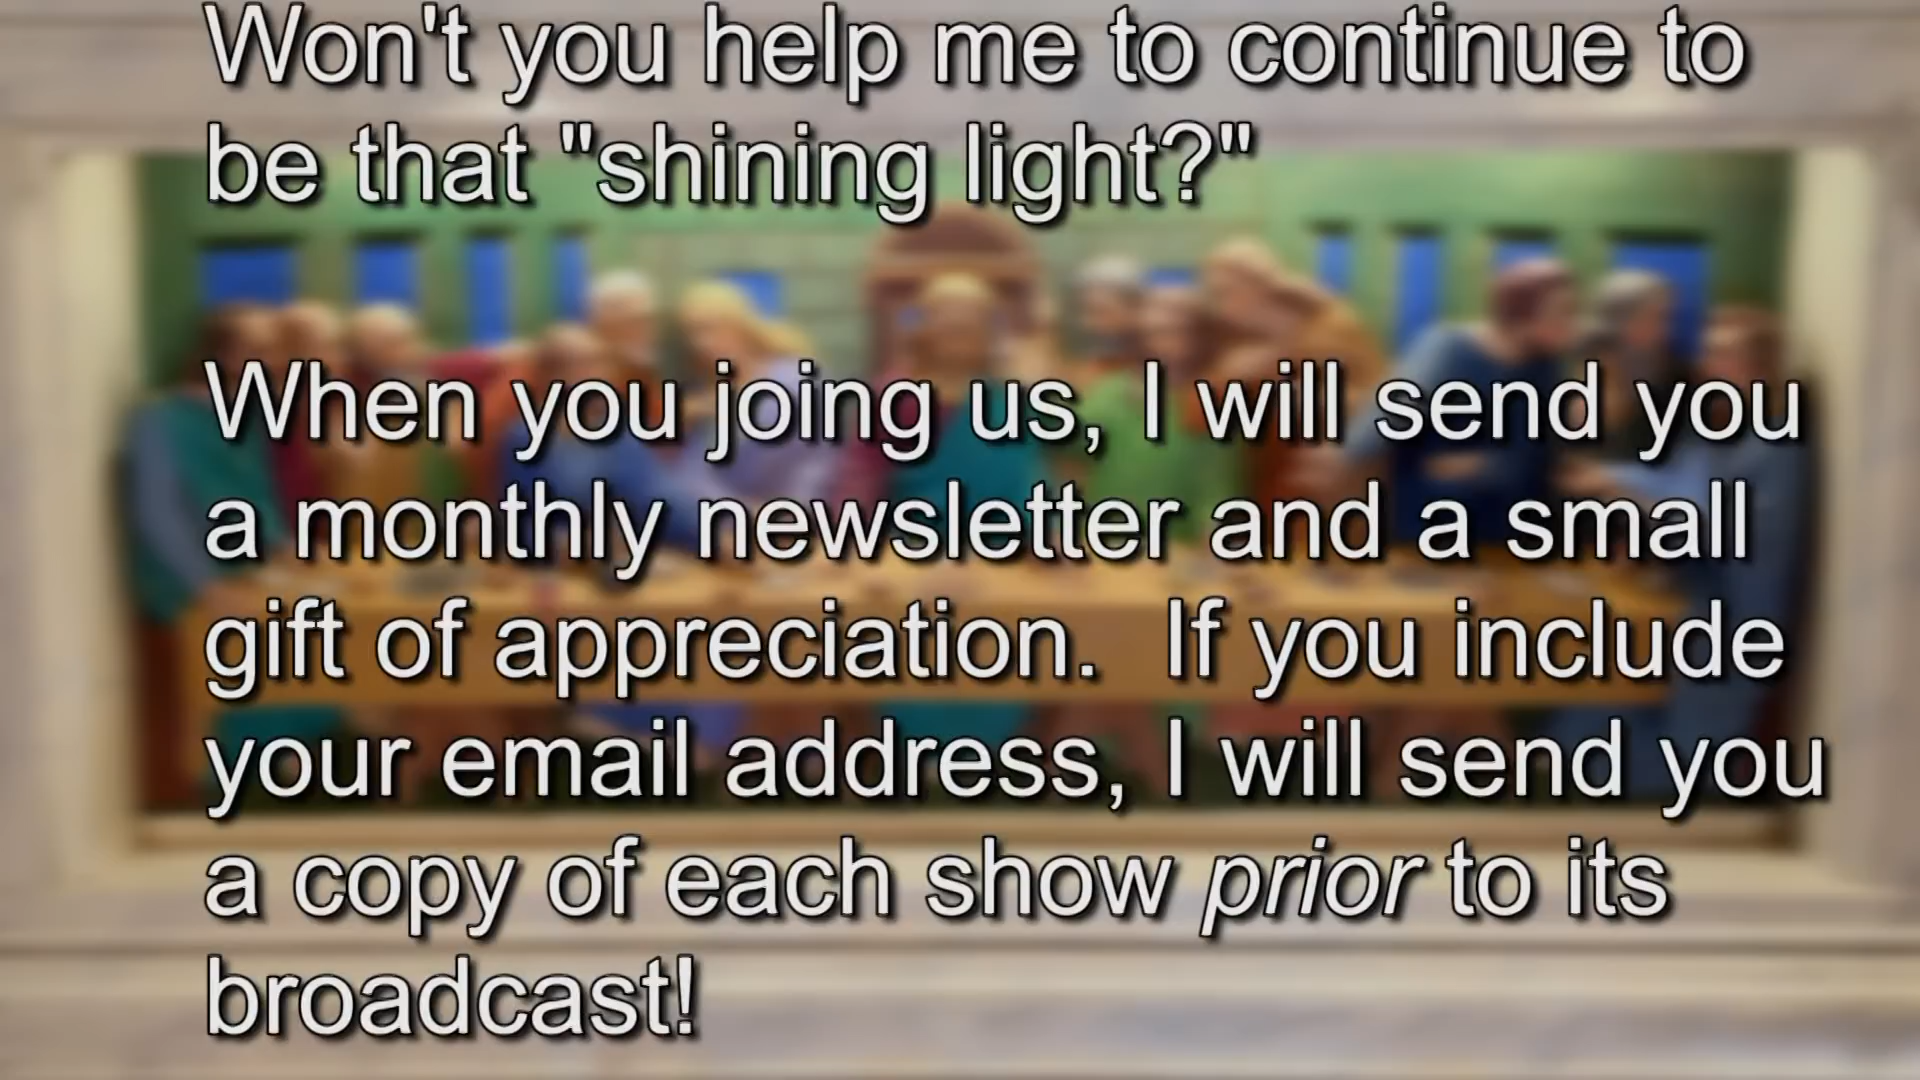 Won't you help me to continue to
be that "shining light?"
When you joing us, I will send you
a monthly newsletter and a small
gift of appreciation.  If you include
your email address, I will send you
a copy of each show prior to its
broadcast!